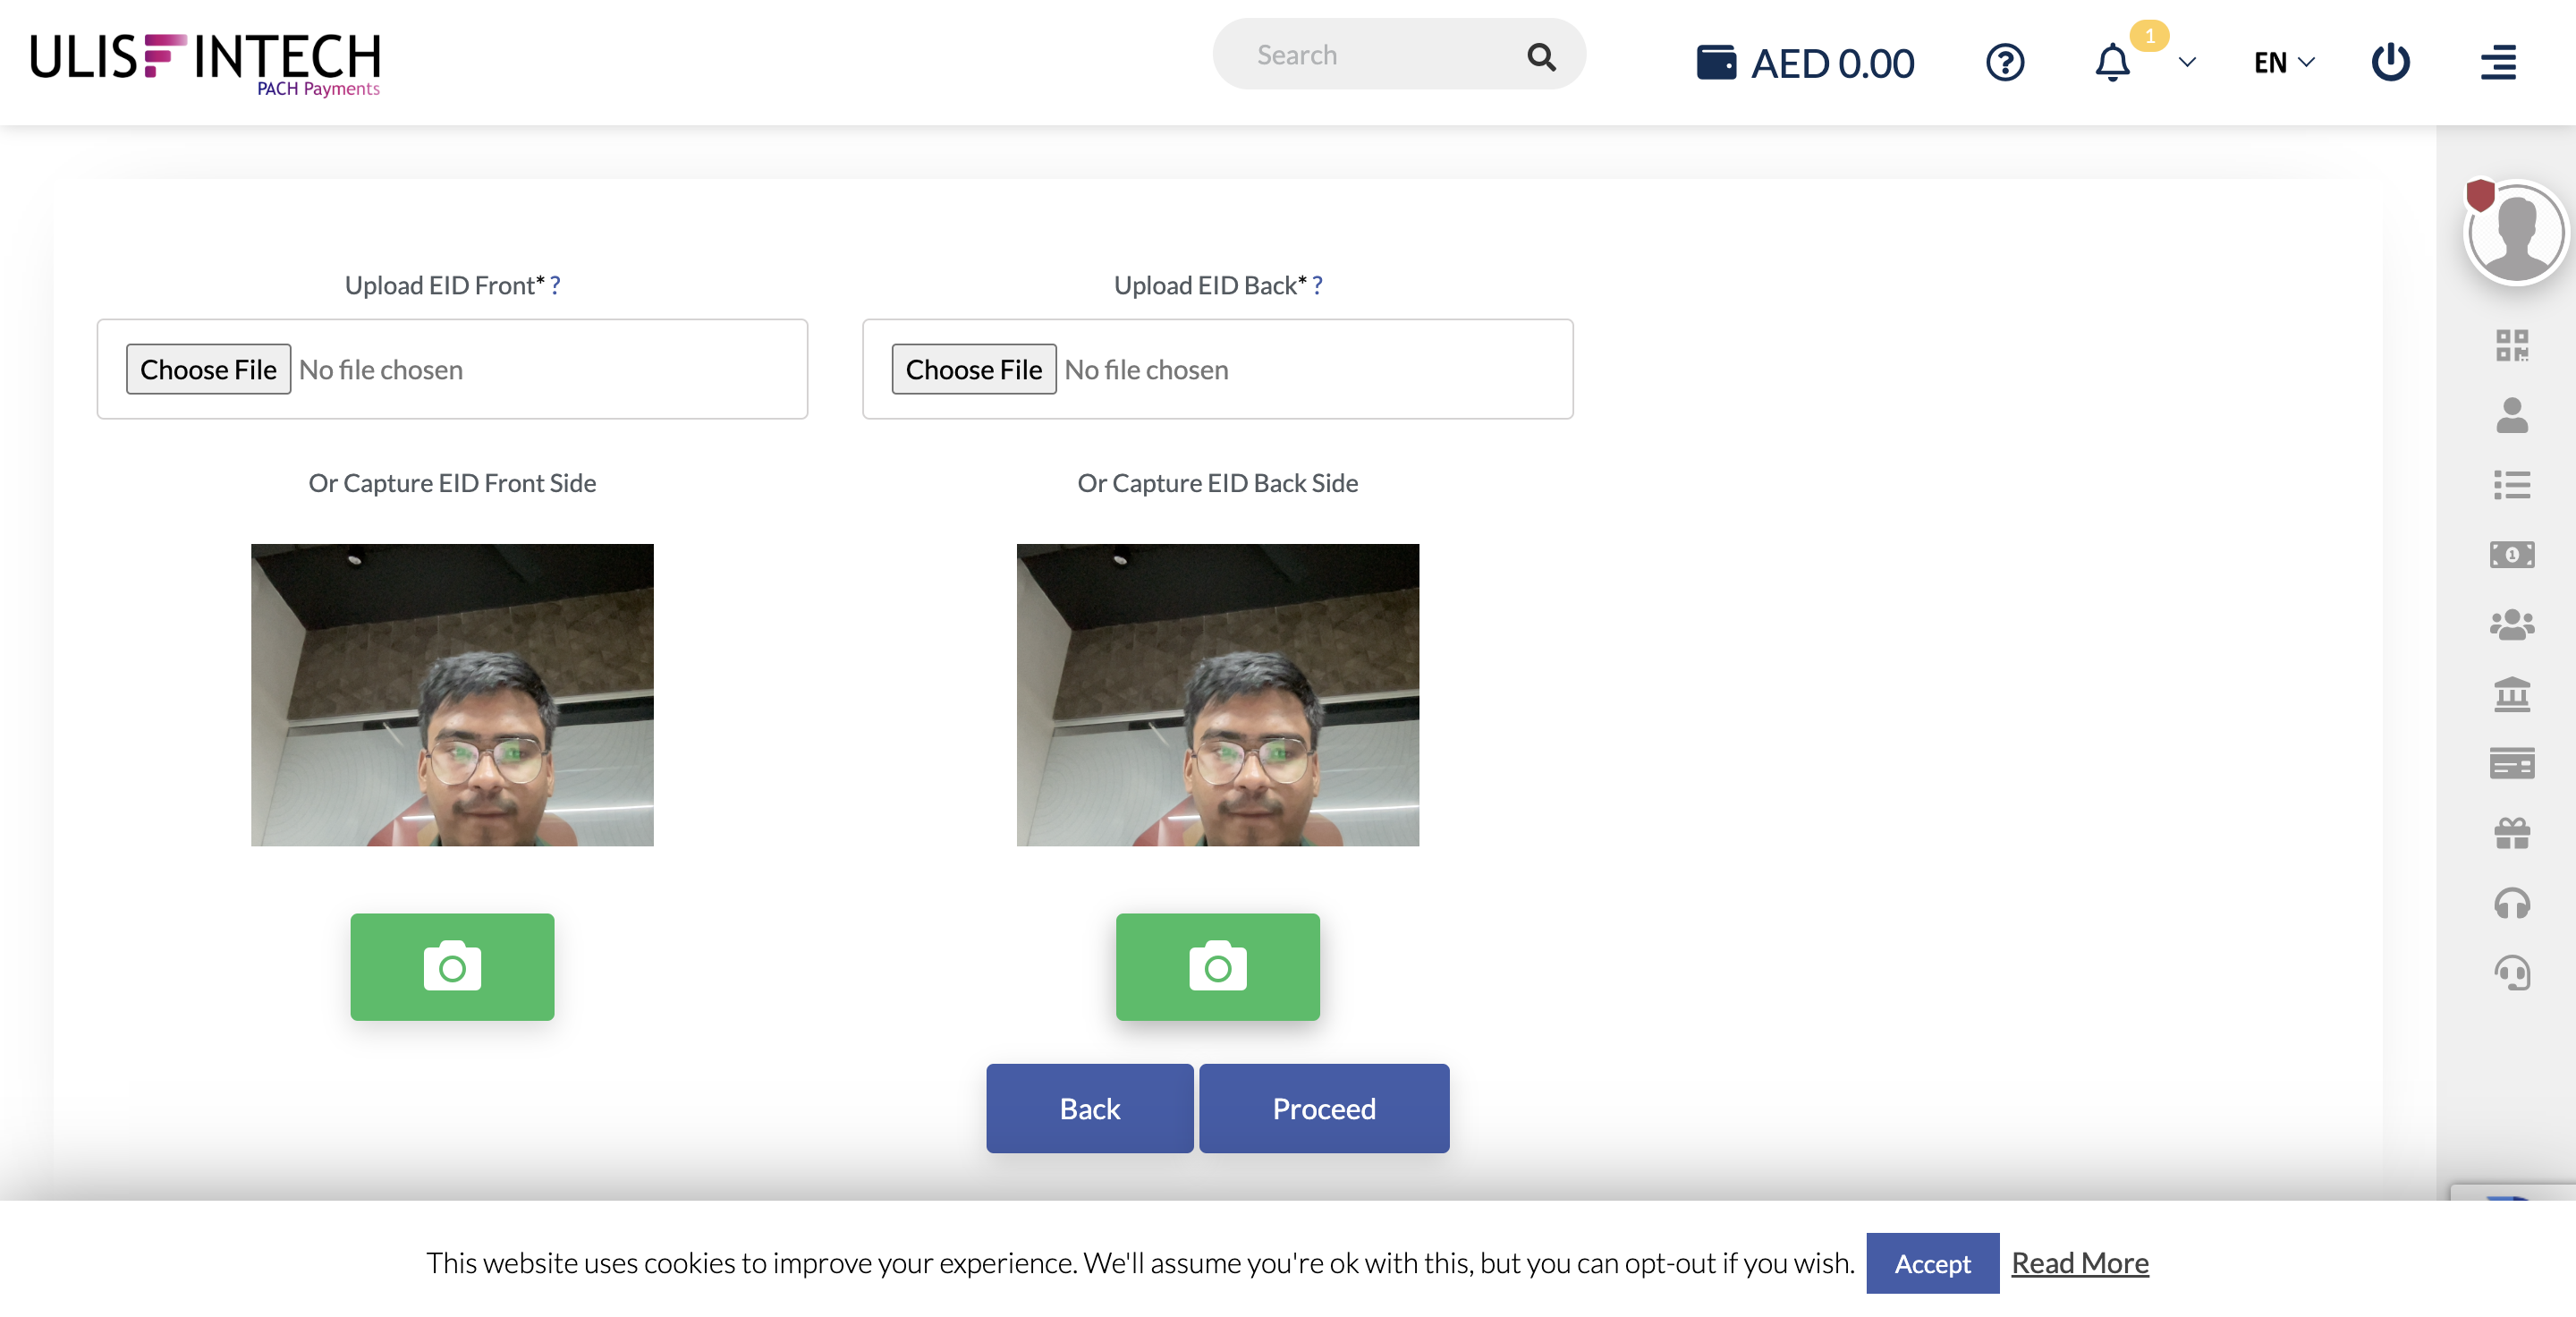 ULISFINTECH
PACH Payments
Search
AED 0.00
1
EN
Upload EID Front* ?
Upload EID Back* ?
Choose File No file chosen
Choose File No file chosen
Or Capture EID Front Side
Or Capture EID Back Side
Back
Proceed
This website uses cookies to improve your experience. We'll assume you're ok with this, but you can opt-out if you wish.
Accept
Read More